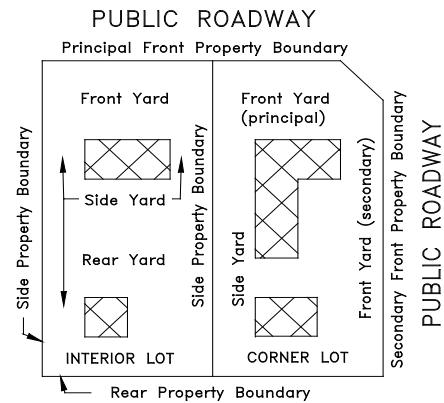 PUBLIC ROADWAY
Principal Front Property Boundary
Front Yard
Front Yard
(principal)
Side Property Boundary
Side Yard
Side Property Boundary
Rear Yard
Side Yard
Front Yard (secondary)
Secondary Front Property Boundary
PUBLIC ROADWAY
INTERIOR LOT
CORNER LOT
Rear Property Boundary